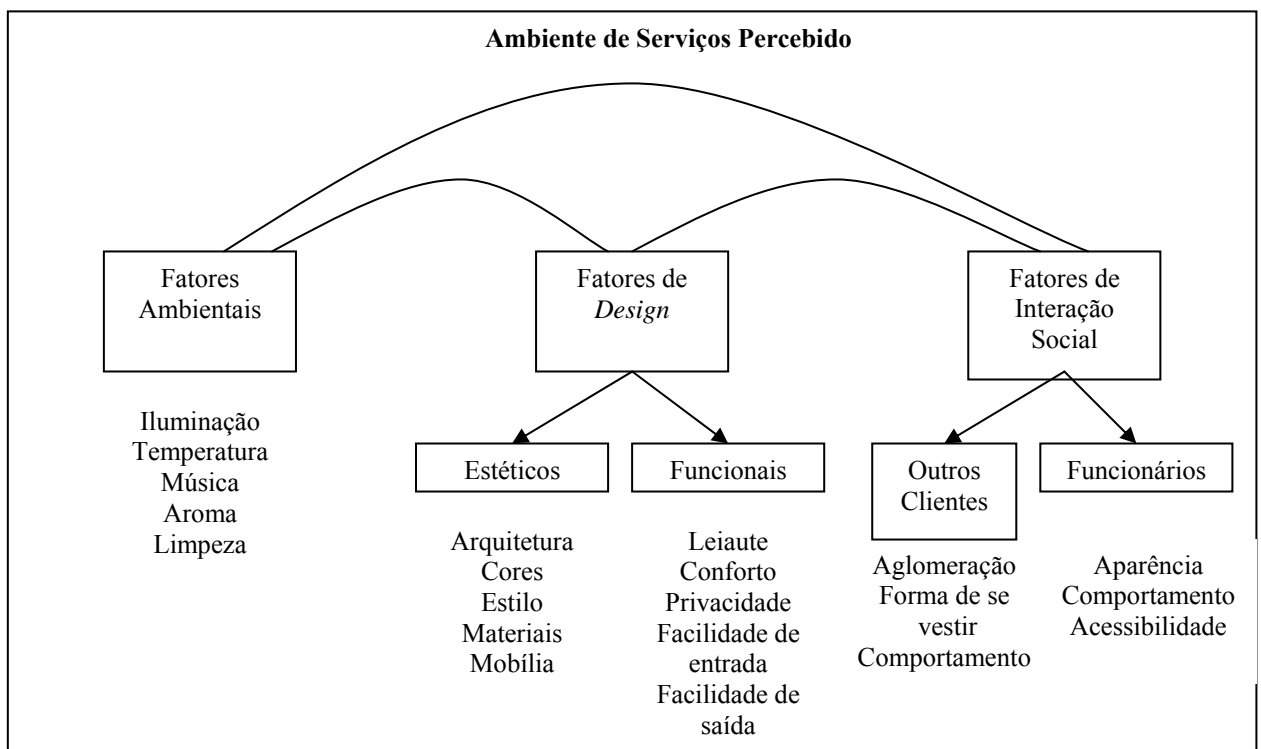 Ambiente de Serviços Percebido
Fatores
Ambientais
Iluminação
Temperatura
Música
Aroma
Limpeza
Fatores de
Design
Estéticos
Arquitetura
Cores
Estilo
Materiais
Mobília
Funcionais
Leiaute
Conforto
Privacidade
Facilidade de
entrada
Facilidade de
saída
Fatores de
Interação
Social
Outros
Clientes
Aglomeração
Forma de se
vestir
Comportamento
Funcionários
Aparência
Comportamento
Acessibilidade